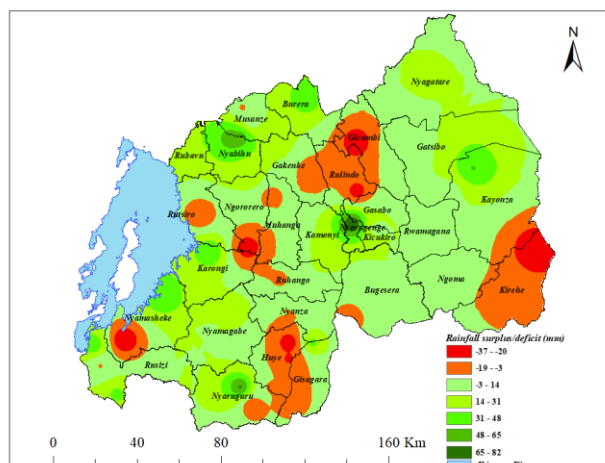 N
Nyagatare
Burera
Musanze
Gicumbi
Rubavu
Nyabihu
Gakenke
Gatsibo
Rulindo
Kayonza
Rutsiro
Ngororero
Gasabo
Muhanga
Nyarugenge
Kamonyi
Kicukiro
Rwamagana
Karongi
Ruhango
Bugesera
Ngoma
Kirehe
Nyamasheke
Nyanza
Nyamagabe
Huye
Rusizi
Gisagara
Nyaruguru
Rainfall surplus/deficit (mm)
-37 - -20
-19 - -3
-3 - 14
14 - 31
31 - 48
48 - 65
65 - 82
0 40 80 160 Km